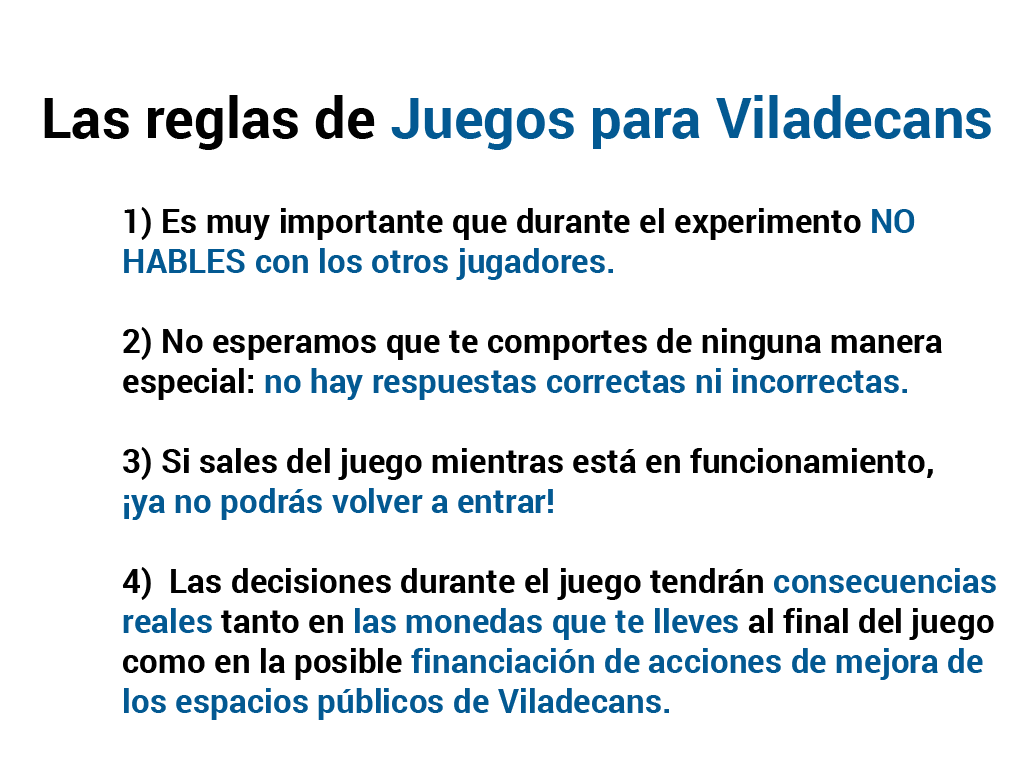 Las reglas de Juegos para Viladecans
1) Es muy importante que durante el experimento NO
HABLES con los otros jugadores.
2) No esperamos que te comportes de ninguna manera
especial: no hay respuestas correctas ni incorrectas.
3) Si sales del juego mientras está en funcionamiento,
¡ya no podrás volver a entrar!
4) Las decisiones durante el juego tendrán consecuencias
reales tanto en las monedas que te lleves al final del juego
como en la posible financiación de acciones de mejora de
los espacios públicos de Viladecans.